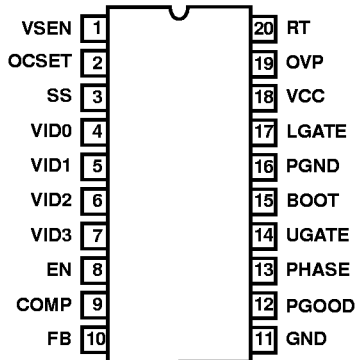 VSEN 1 20 RT
OCSET 2 19 OVP
SS 3 18 VCC
VID0 4 17 LGATE
VID1 5 16 PGND
VID2 6 15 BOOT
VID3 7 14 UGATE
EN 8 13 PHASE
COMP 9 12 PGOOD
FB 10 11 GND